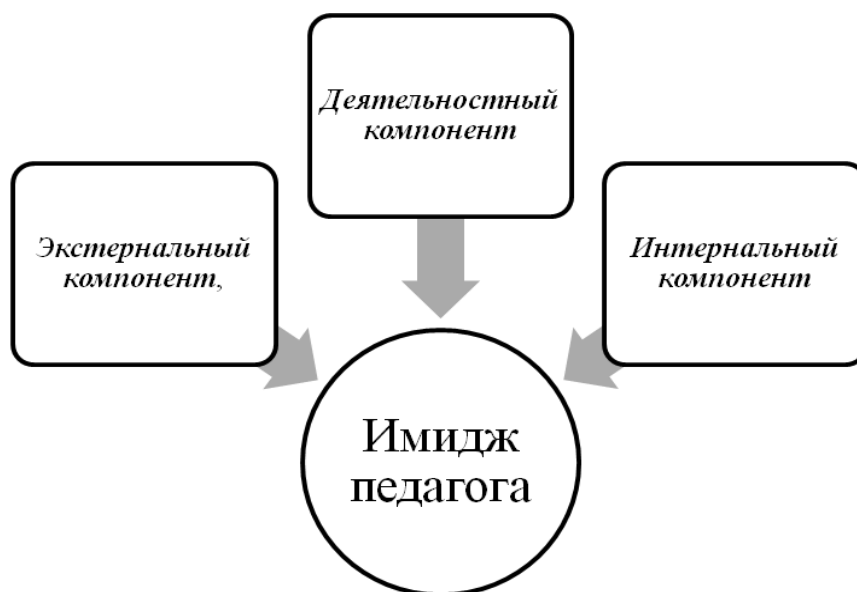 Деятельностный
компонент
Экстернальный
компонент,
Интернальный
компонент
Имидж
педагога